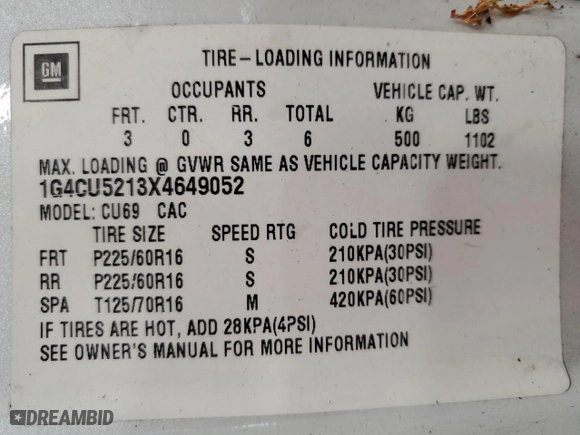 GM
TIRE-LOADING INFORMATION
OCCUPANTS VEHICLE CAP. WT.
FRT. CTR. RR. TOTAL KG LBS
3 0 3 6 500 1102
MAX. LOADING @ GVWR SAME AS VEHICLE CAPACITY WEIGHT.
1G4CU5213X4649052
MODEL: CU69 CAC
TIRE SIZE SPEED RTG COLD TIRE PRESSURE
FRT P225/60R16 S 210KPA(30PSI)
RR P225/60R16 S 210KPA(30PSI)
SPA T125/70R16 M 420KPA(60PSI)
IF TIRES ARE HOT, ADD 28KPA(4PSI)
SEE OWNER'S MANUAL FOR MORE INFORMATION
DREAMBID